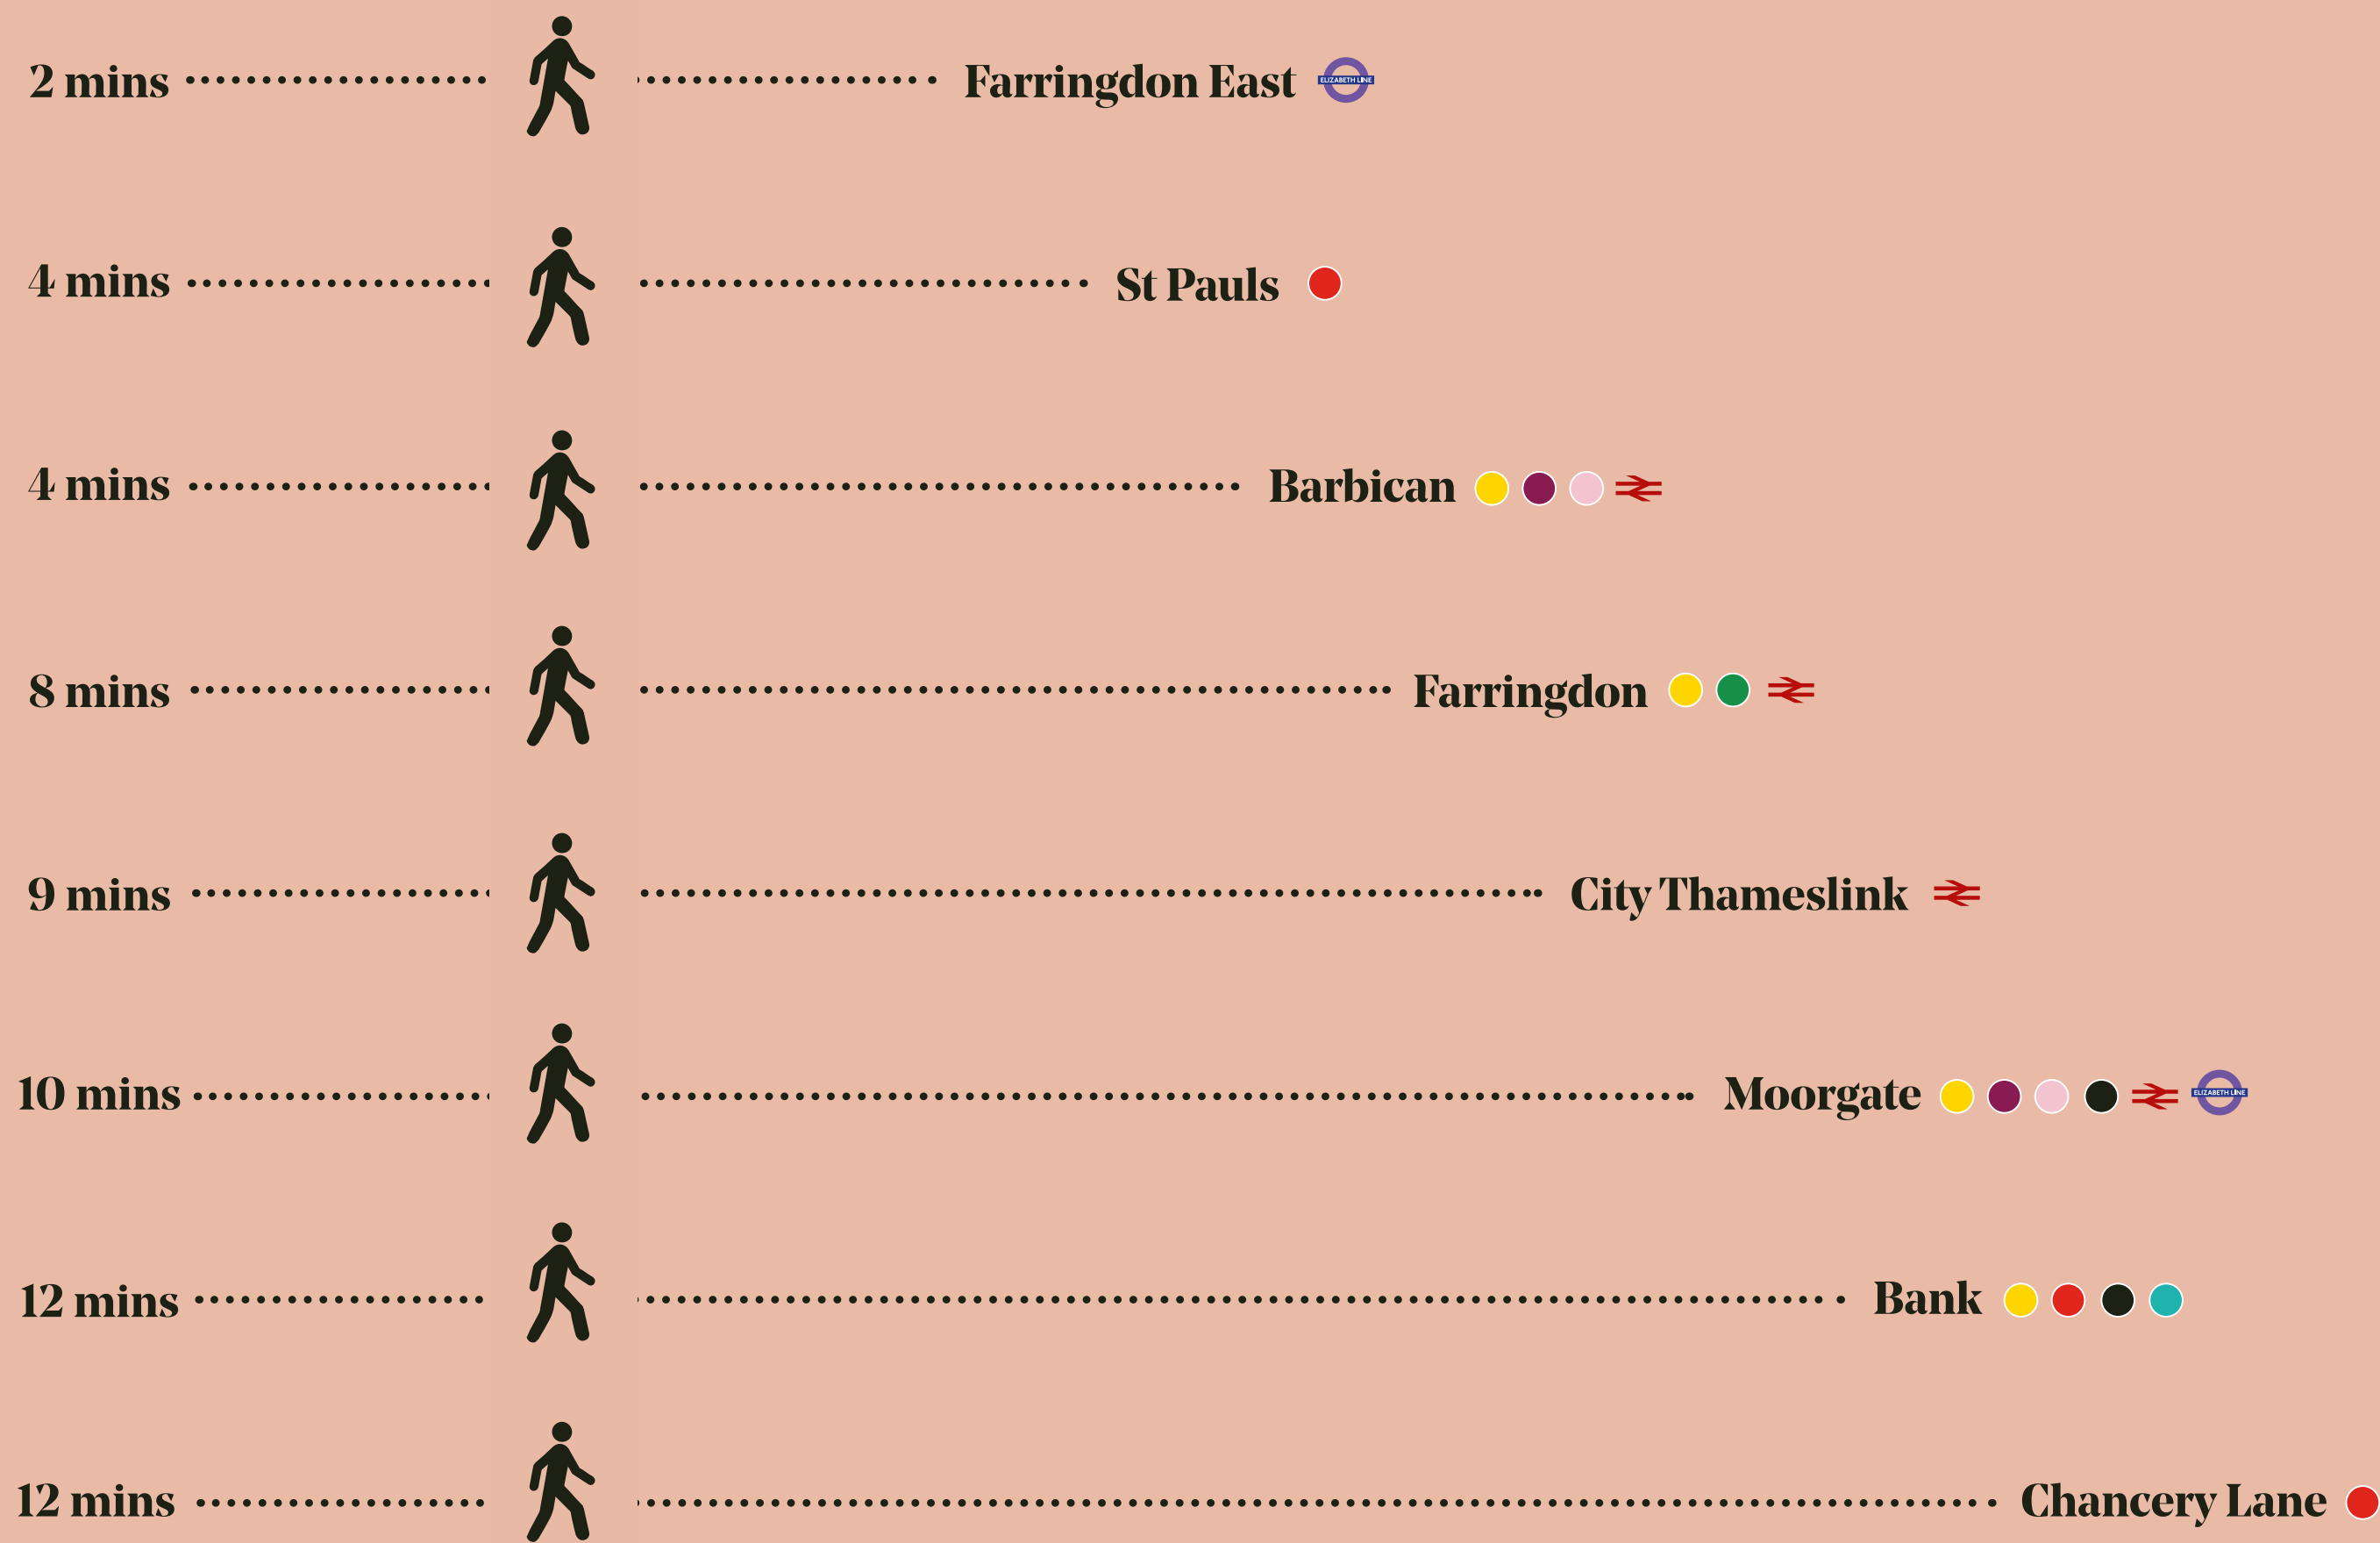 2 mins Farringdon East ELIZABETH LINE
4 mins St Pauls
4 mins Barbican
8 mins Farringdon
9 mins City Thameslink
10 mins Moorgate ELIZABETH LINE
12 mins Bank
12 mins Chancery Lane